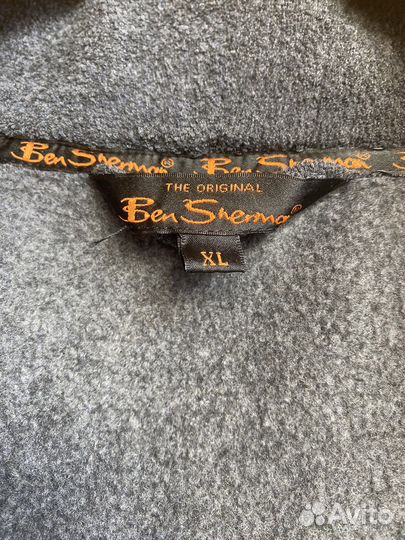 Ben Sherman® Ben Sherman®
THE ORIGINAL
Ben Sherman®
XL
Avito